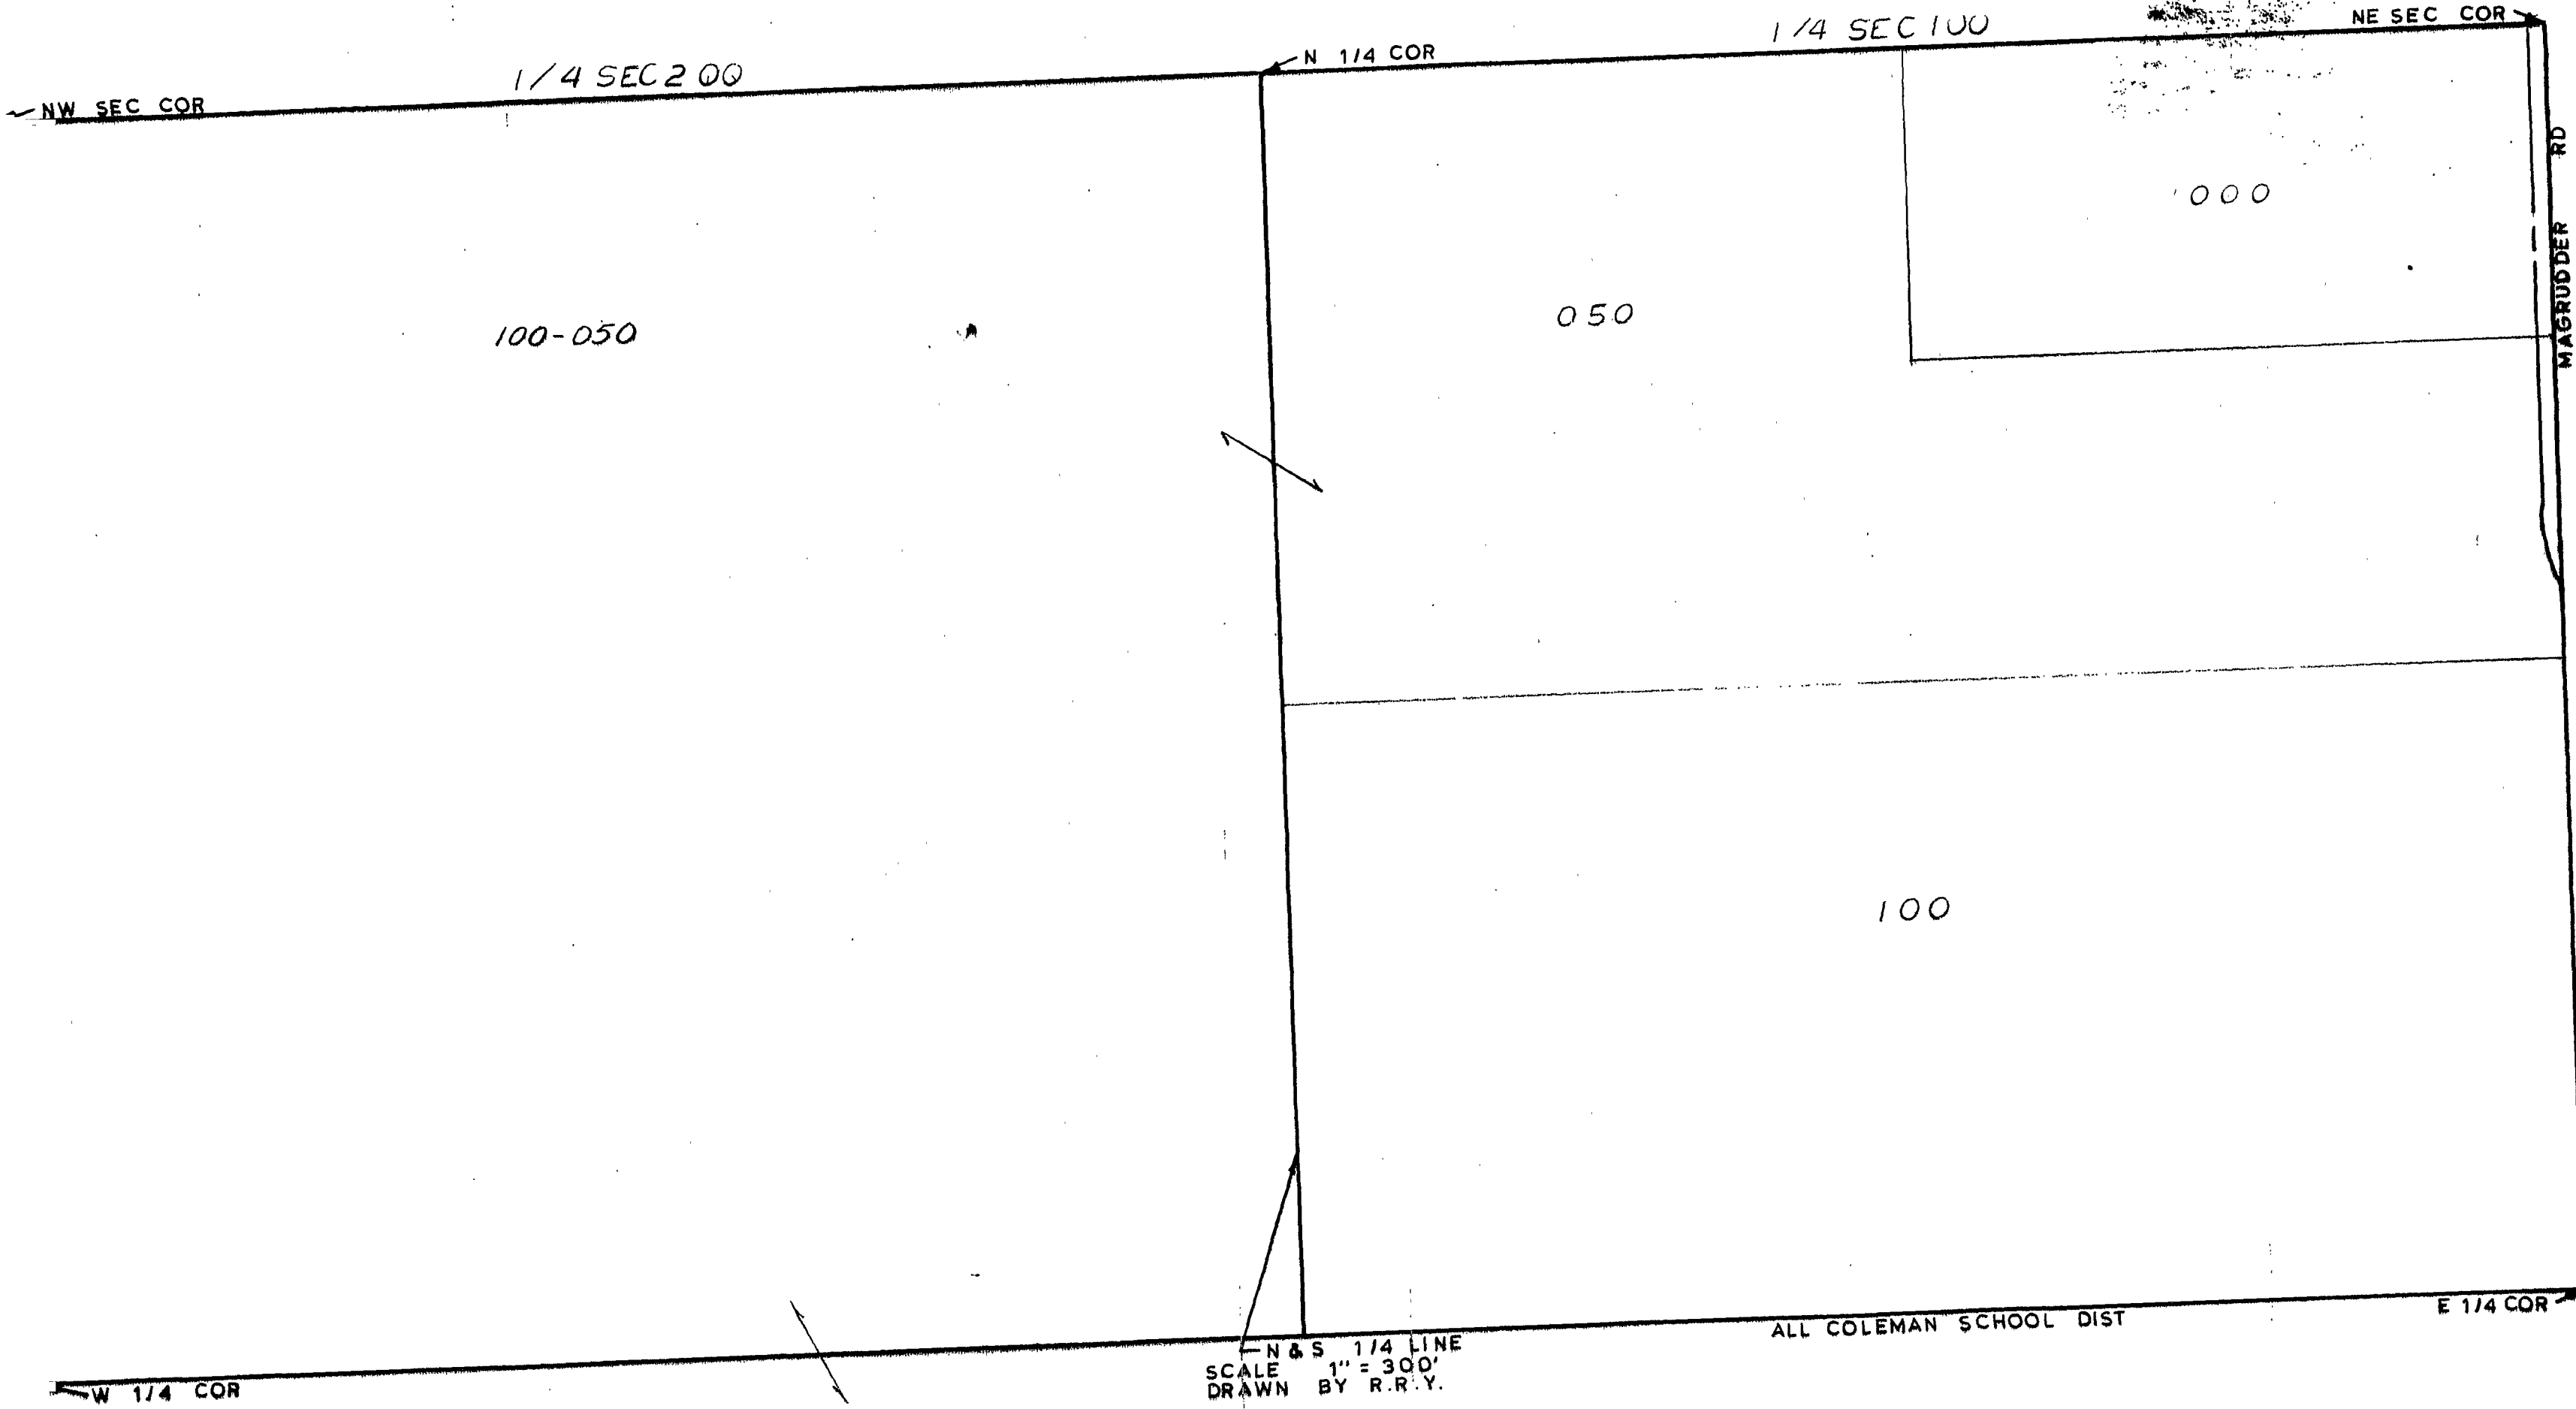 NW SEC COR
1/4 SEC 200
N 1/4 COR
1/4 SEC 100
NE SEC COR
MAGRUDDER RD
000
050
100-050
100
E 1/4 COR
ALL COLEMAN SCHOOL DIST
N & S 1/4 LINE
SCALE 1" = 300'
DRAWN BY R.R.Y.
W 1/4 COR